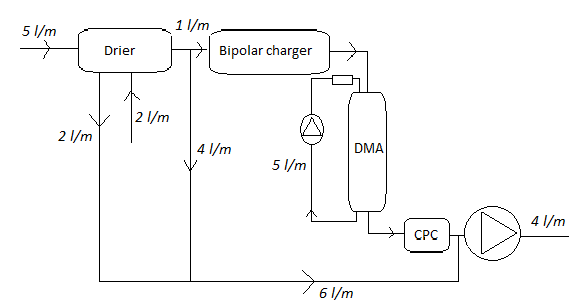 5 l/m
1 l/m
Drier
Bipolar charger
2 l/m
2 l/m
4 l/m
5 l/m
DMA
CPC
4 l/m
6 l/m